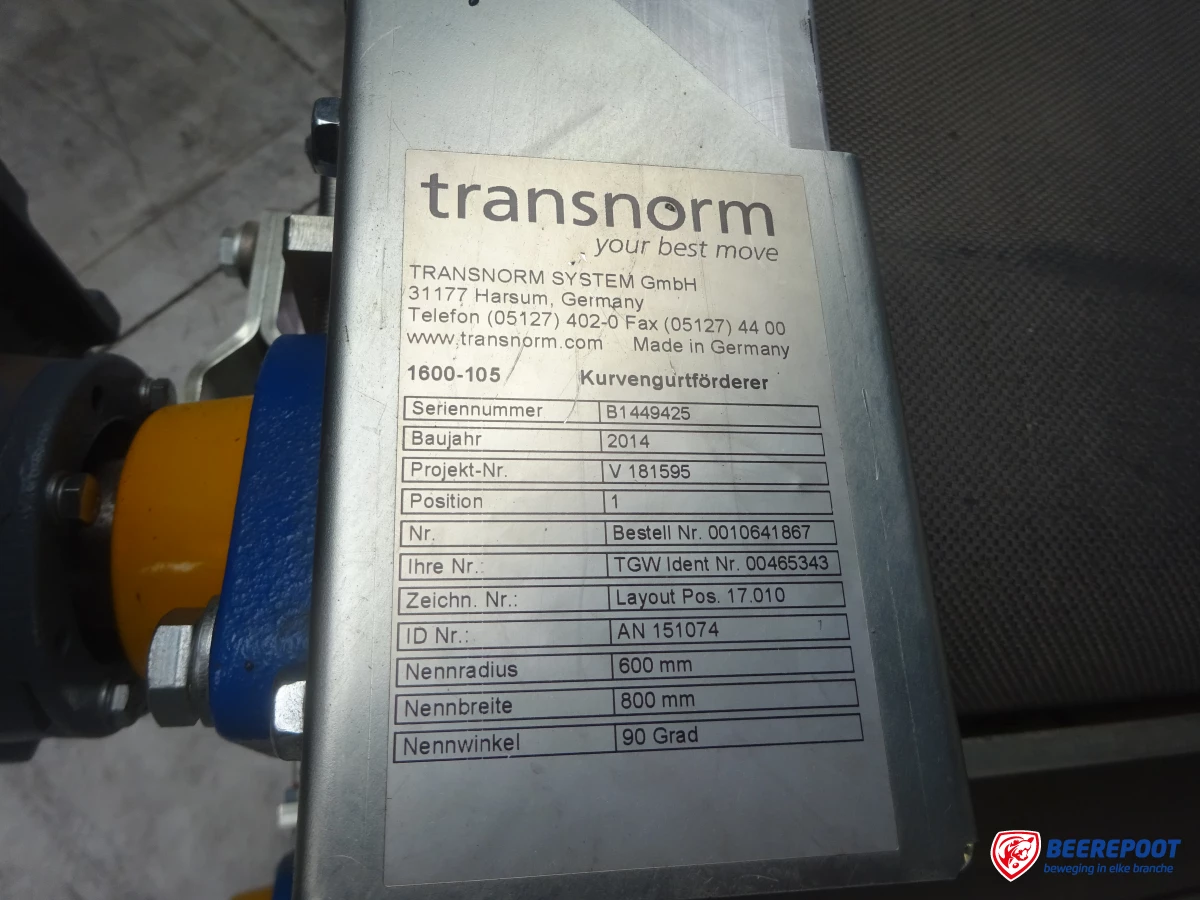 transnorm
your best move
TRANSNORM SYSTEM GmbH
31177 Harsum, Germany
Telefon (05127) 402-0 Fax (05127) 44 00
www.transnorm.com Made in Germany
1600-105 Kurvengurtförderer
Seriennummer B1449425
Baujahr 2014
Projekt-Nr. V 181595
Position 1
Nr. Bestell Nr. 0010641867
Ihre Nr.: TGW Ident Nr. 00465343
Zeichn. Nr.: Layout Pos. 17.010
ID Nr.: AN 151074
Nennradius 600 mm
Nennbreite 800 mm
Nennwinkel 90 Grad
BEEREPOOT
beweging in elke branche